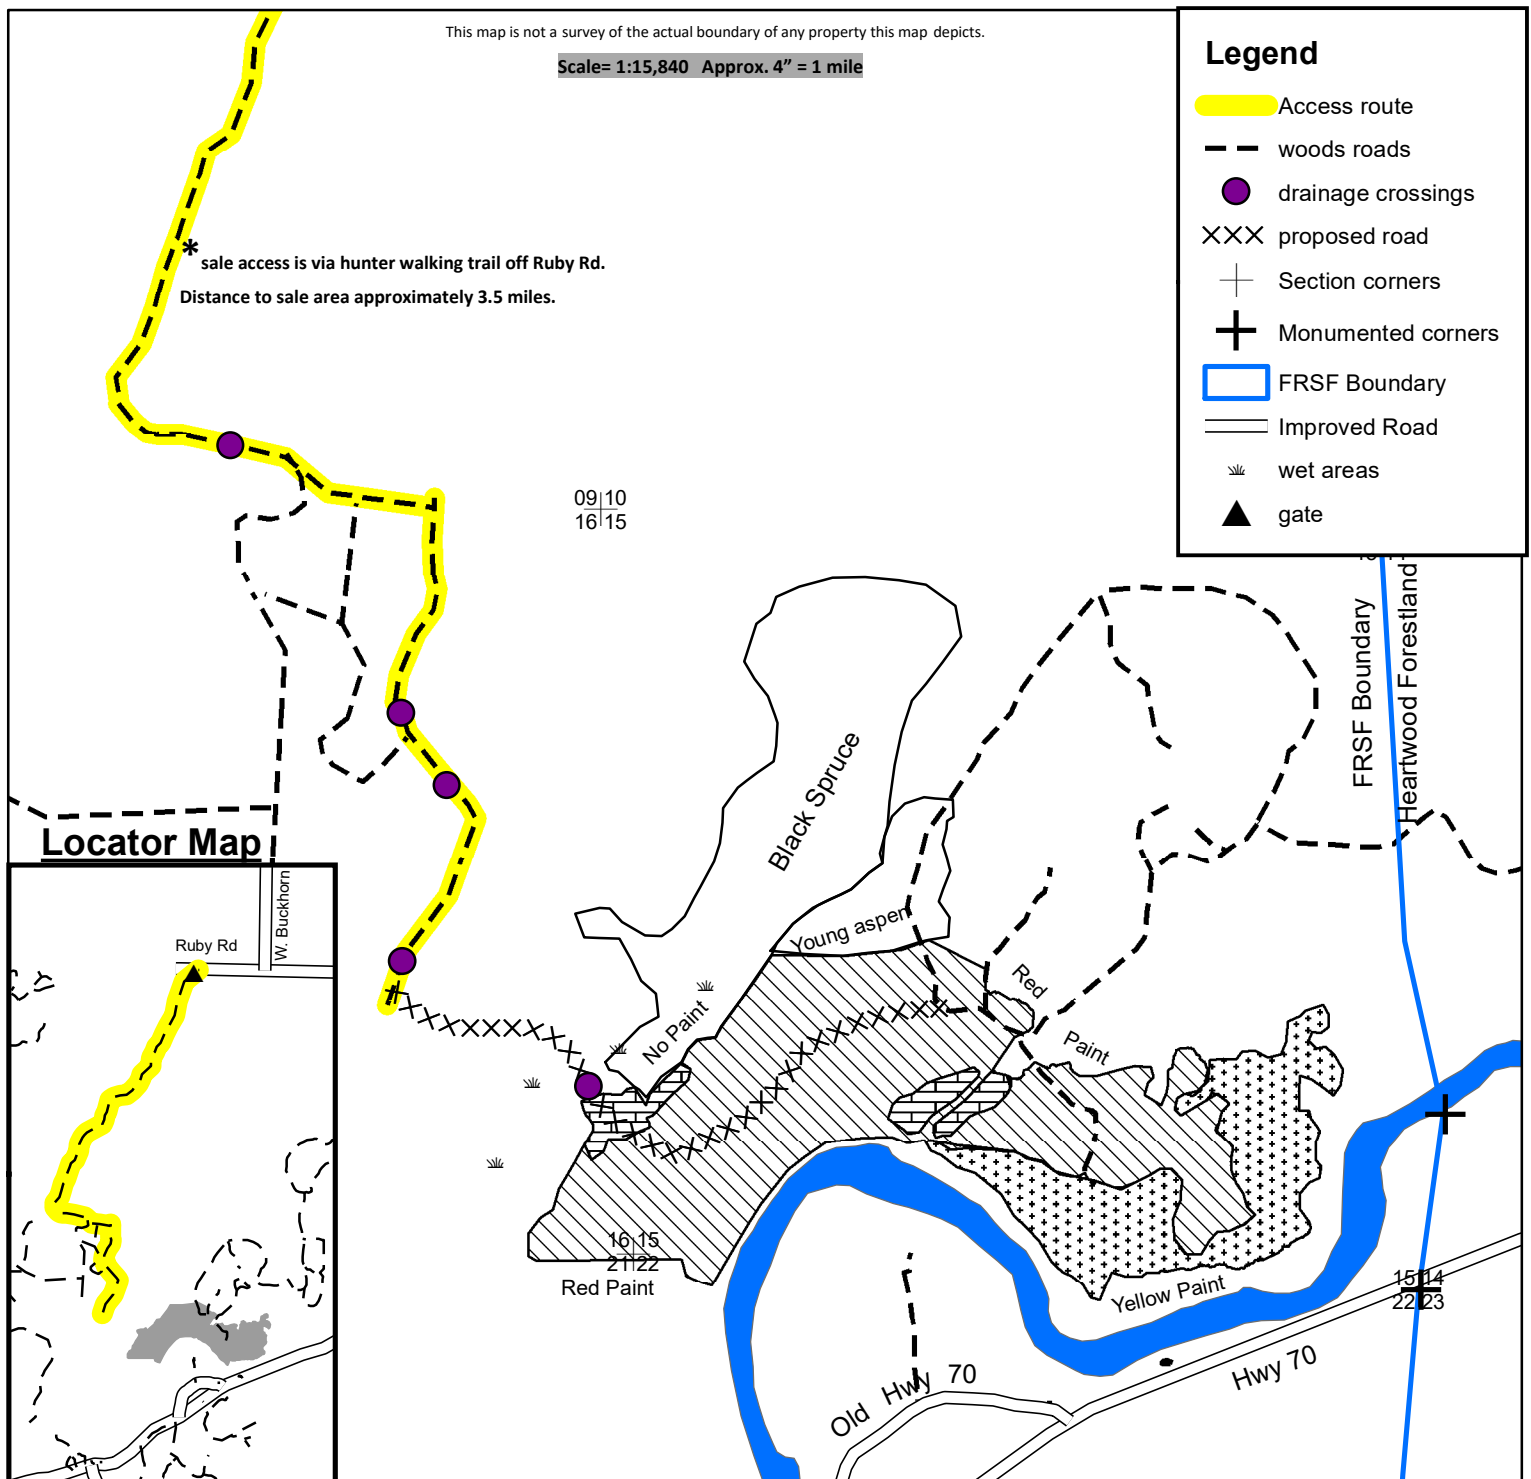 This map is not a survey of the actual boundary of any property this map depicts.
Scale= 1:15,840 Approx. 4” = 1 mile
Legend
Access route
woods roads
drainage crossings
proposed road
Section corners
Monumented corners
FRSF Boundary
Improved Road
wet areas
gate
* sale access is via hunter walking trail off Ruby Rd.
Distance to sale area approximately 3.5 miles.
09 10
16 15
FRSF Boundary
Heartwood Forestland
Black Spruce
Young aspen
Red
Paint
No Paint
Locator Map
W. Buckhorn
Ruby Rd
16 15
21 22
Red Paint
Yellow Paint
15 14
22 23
Hwy 70
Old Hwy 70